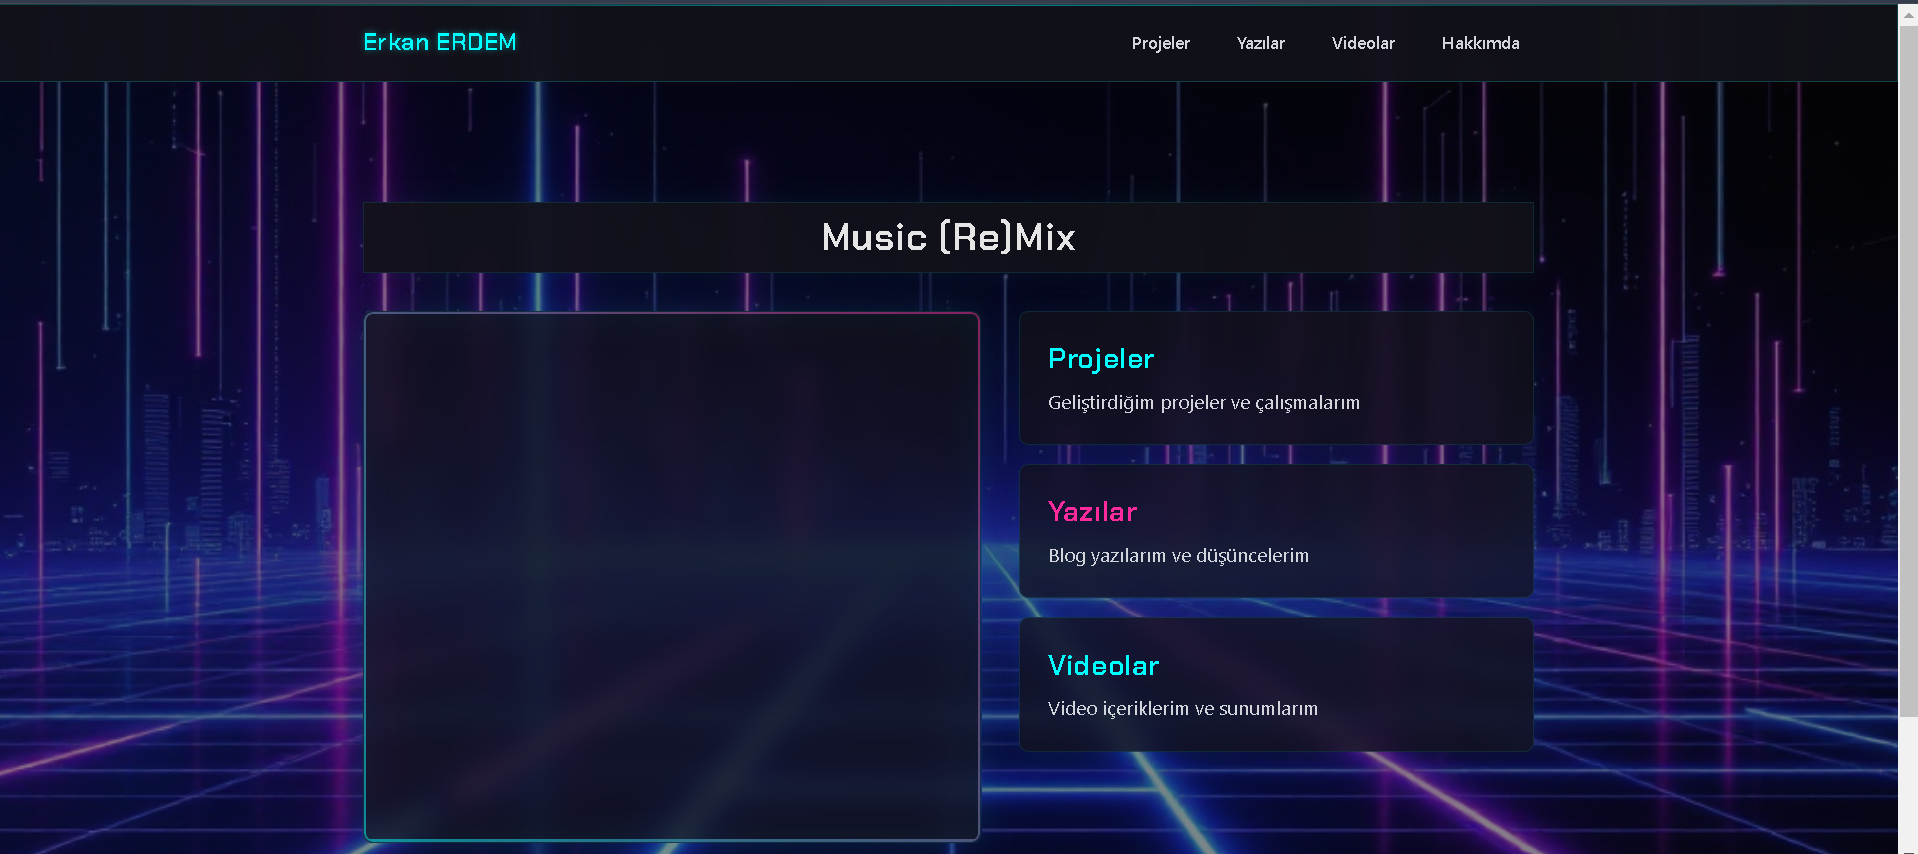 Erkan ERDEM
Projeler Yazılar Videolar Hakkımda
Music (Re)Mix
Projeler
Geliştirdiğim projeler ve çalışmalarım
Yazılar
Blog yazılarım ve düşüncelerim
Videolar
Video içeriklerim ve sunumlarım